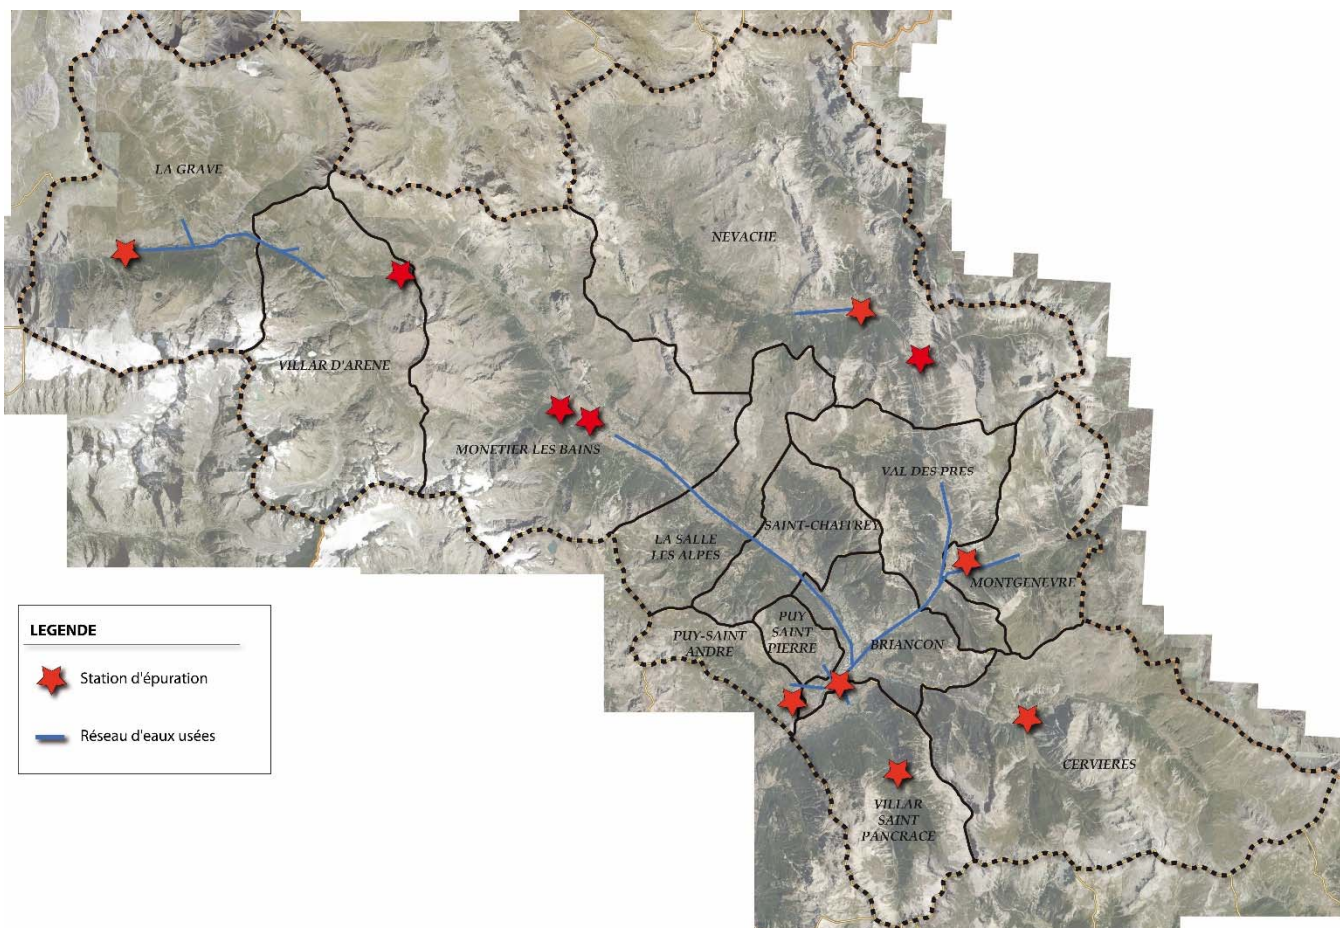 LA GRAVE
NEVACHE
VILLAR D'ARENE
MONETIER LES BAINS
VAL DES PRES
SAINT-CHAFFREY
LA SALLE
LES ALPES
MONTGENEVRE
PUY-SAINT
ANDRE
PUY
SAINT
PIERRE
BRIANCON
CERVIERES
VILLAR
SAINT
PANCRACE
LEGENDE
Station d'épuration
Réseau d'eaux usées